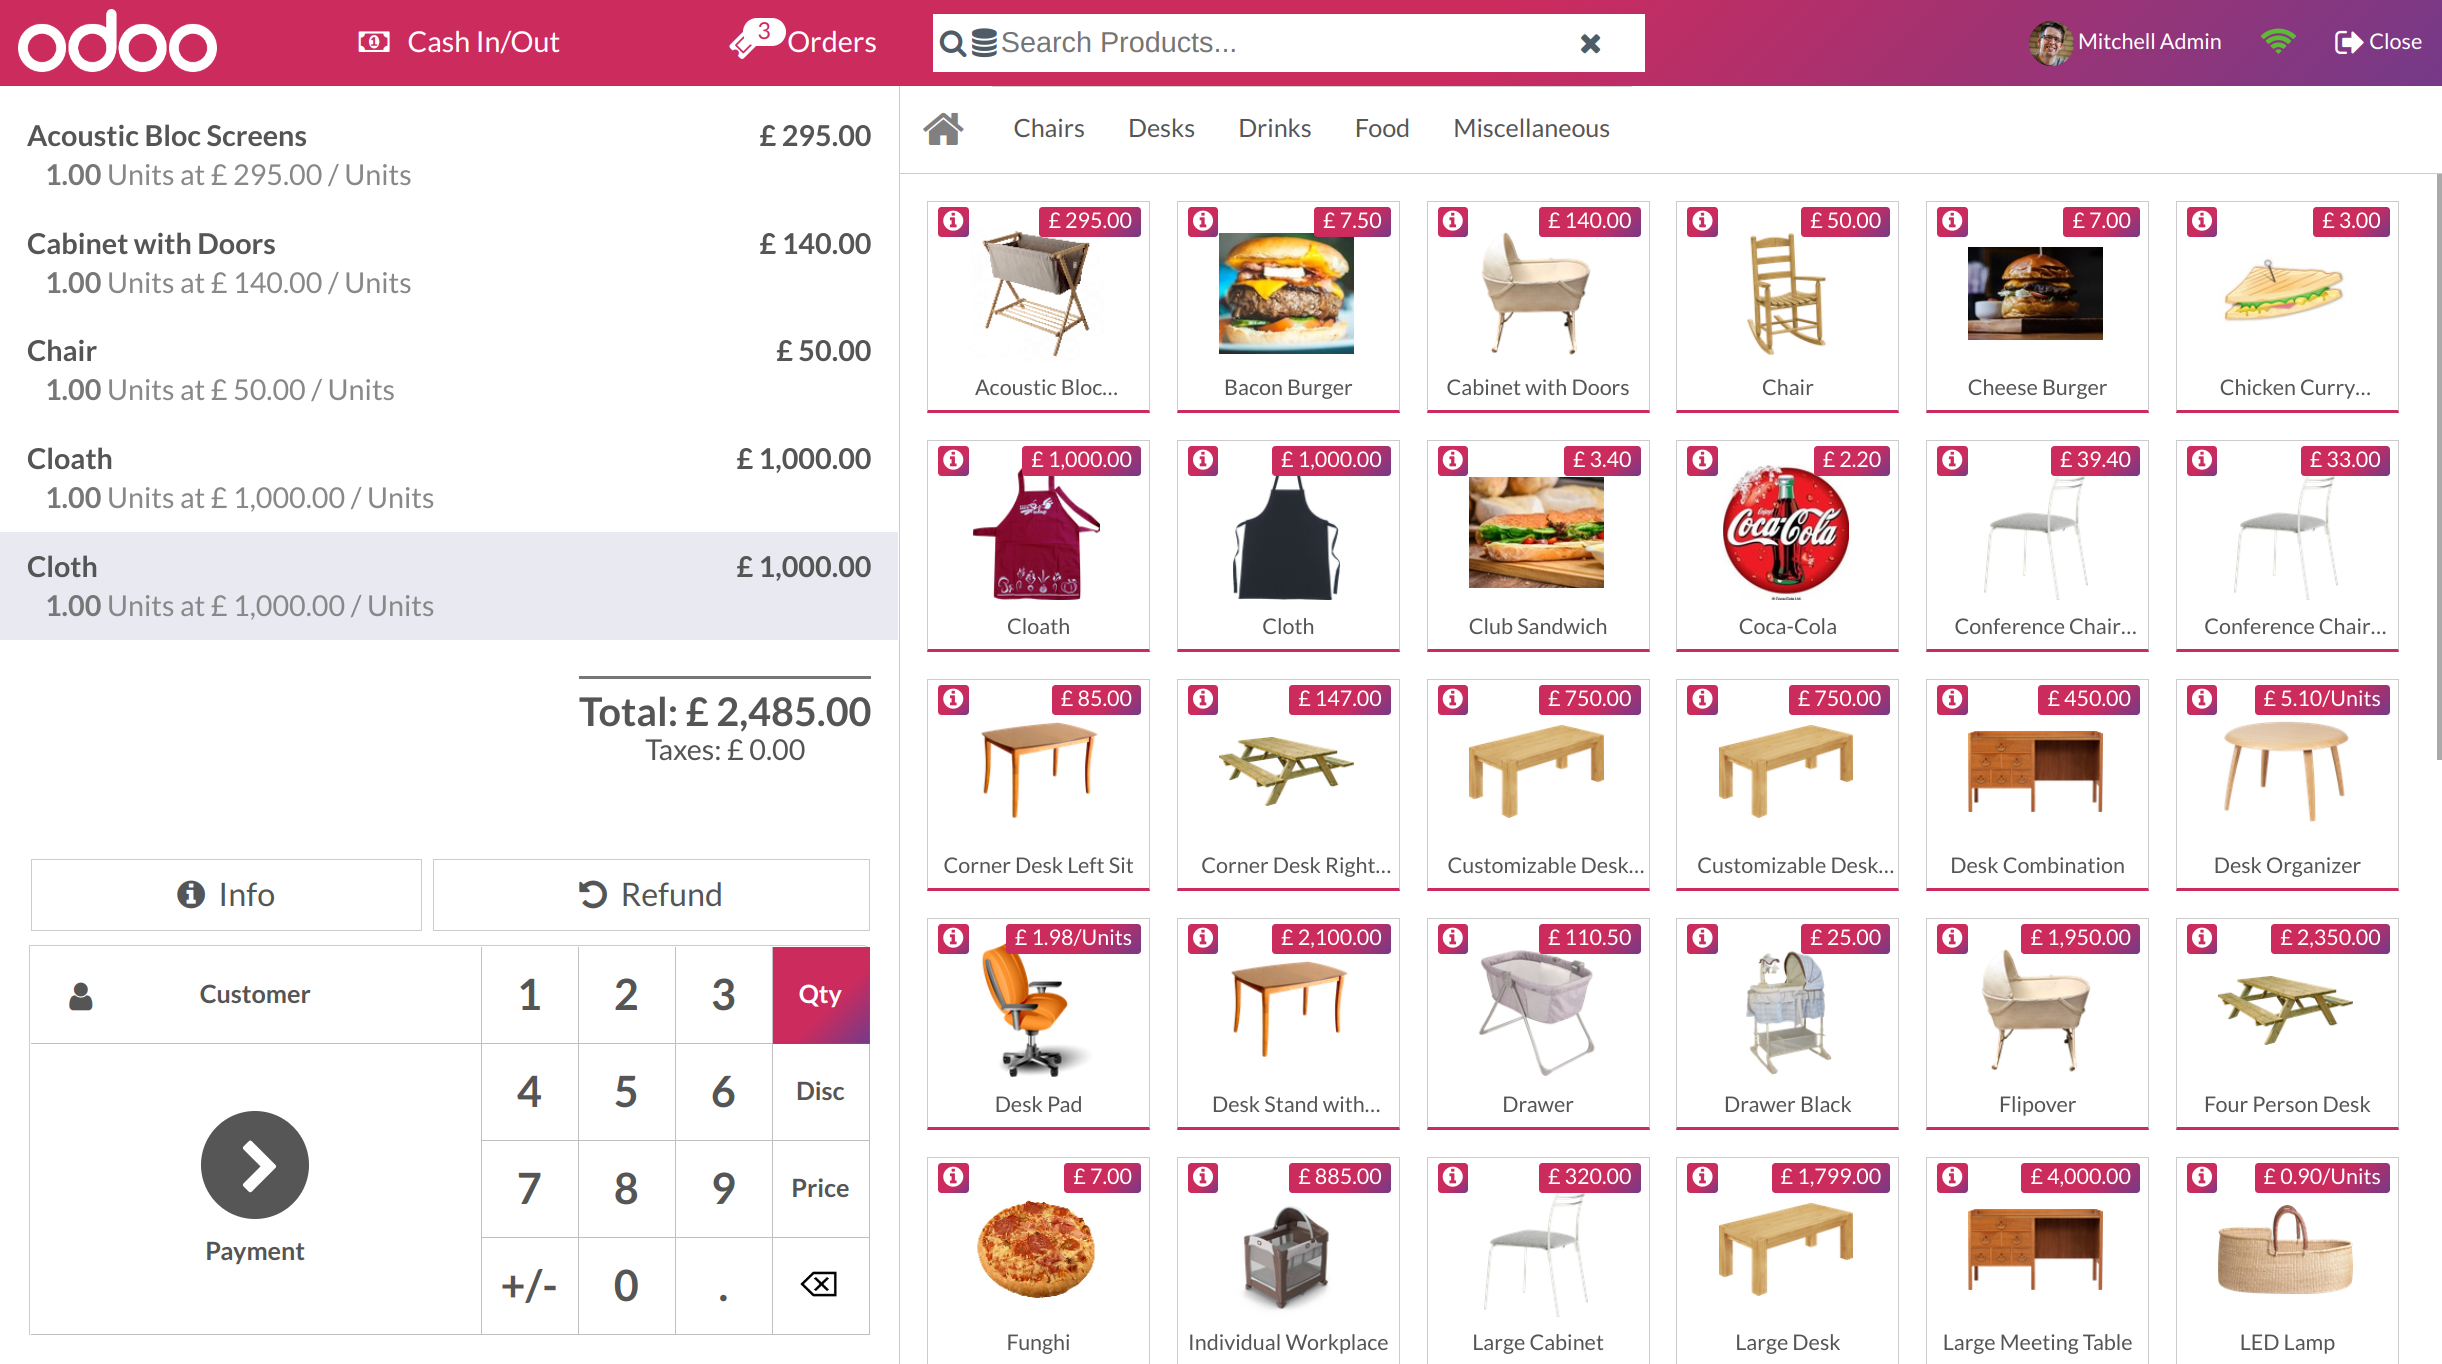 odoo
Cash In/Out
3
Orders
Search Products...
Mitchell Admin
Close
Acoustic Bloc Screens
£ 295.00
1.00 Units at £ 295.00 / Units
Cabinet with Doors
£ 140.00
1.00 Units at £ 140.00 / Units
Chair
£ 50.00
1.00 Units at £ 50.00 / Units
Cloath
£ 1,000.00
1.00 Units at £ 1,000.00 / Units
Cloth
£ 1,000.00
1.00 Units at £ 1,000.00 / Units
Total: £ 2,485.00
Taxes: £ 0.00
Info
Refund
Customer
1 2 3 Qty
4 5 6 Disc
7 8 9 Price
+/- 0 .
Payment
Chairs
Desks
Drinks
Food
Miscellaneous
£ 295.00
Acoustic Bloc...
£ 7.50
Bacon Burger
£ 140.00
Cabinet with Doors
£ 50.00
Chair
£ 7.00
Cheese Burger
£ 3.00
Chicken Curry...
£ 1,000.00
Cloath
£ 1,000.00
Cloth
£ 3.40
Club Sandwich
£ 2.20
Enjoy
Coca-Cola
Coca-Cola
£ 39.40
Conference Chair...
£ 33.00
Conference Chair...
£ 85.00
Corner Desk Left Sit
£ 147.00
Corner Desk Right...
£ 750.00
Customizable Desk...
£ 750.00
Customizable Desk...
£ 450.00
Desk Combination
£ 5.10/Units
Desk Organizer
£ 1.98/Units
Desk Pad
£ 2,100.00
Desk Stand with...
£ 110.50
Drawer
£ 25.00
Drawer Black
£ 1,950.00
Flipover
£ 2,350.00
Four Person Desk
£ 7.00
Funghi
£ 885.00
Individual Workplace
£ 320.00
Large Cabinet
£ 1,799.00
Large Desk
£ 4,000.00
Large Meeting Table
£ 0.90/Units
LED Lamp